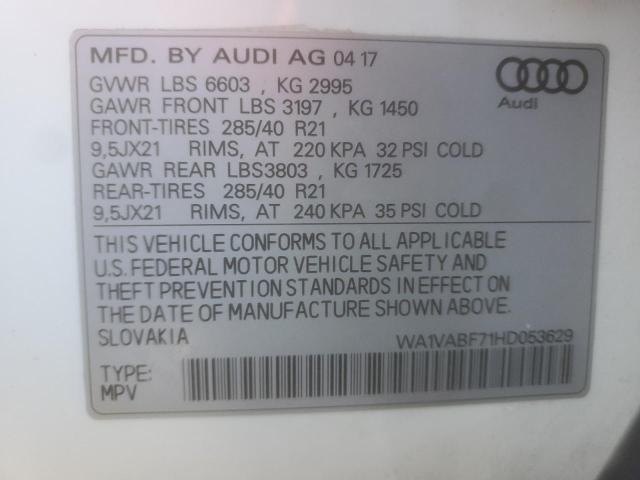 MFD. BY AUDI AG 04 17
GVWR LBS 6603 , KG 2995
GAWR FRONT LBS 3197 , KG 1450
FRONT-TIRES 285/40 R21
9,5JX21 RIMS, AT 220 KPA 32 PSI COLD
GAWR REAR LBS3803 , KG 1725
REAR-TIRES 285/40 R21
9,5JX21 RIMS, AT 240 KPA 35 PSI COLD
Audi
THIS VEHICLE CONFORMS TO ALL APPLICABLE
U.S. FEDERAL MOTOR VEHICLE SAFETY AND
THEFT PREVENTION STANDARDS IN EFFECT ON
THE DATE OF MANUFACTURE SHOWN ABOVE.
SLOVAKIA WA1VABF71HD053629
TYPE:
MPV